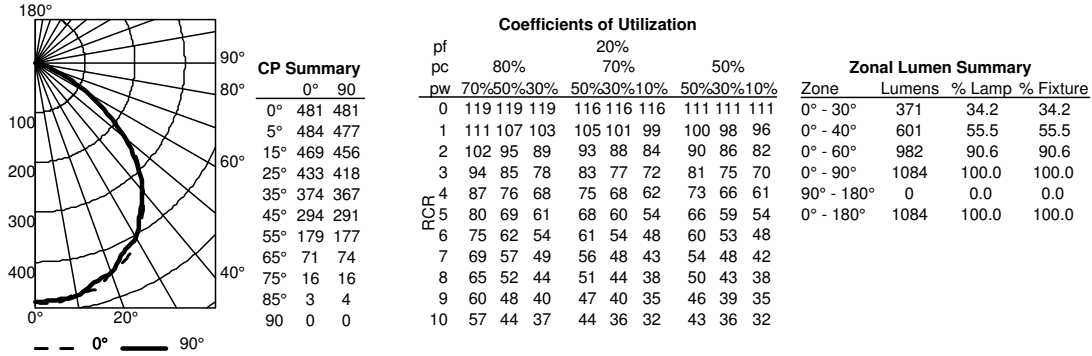 180°
90°
80°
60°
40°
100
200
300
400
0° 20°
0° 90°
CP Summary
0° 90
0° 481 481
5° 484 477
15° 469 456
25° 433 418
35° 374 367
45° 294 291
55° 179 177
65° 71 74
75° 16 16
85° 3 4
90 0 0
Coefficients of Utilization
pf 20%
pc 80% 70% 50%
pw 70%50%30% 50%30%10% 50%30%10%
RCR
0 119 119 119 116 116 116 111 111 111
1 111 107 103 105 101 99 100 98 96
2 102 95 89 93 88 84 90 86 82
3 94 85 78 83 77 72 81 75 70
4 87 76 68 75 68 62 73 66 61
5 80 69 61 68 60 54 66 59 54
6 75 62 54 61 54 48 60 53 48
7 69 57 49 56 48 43 54 48 42
8 65 52 44 51 44 38 50 43 38
9 60 48 40 47 40 35 46 39 35
10 57 44 37 44 36 32 43 36 32
Zonal Lumen Summary
Zone Lumens % Lamp % Fixture
0° - 30° 371 34.2 34.2
0° - 40° 601 55.5 55.5
0° - 60° 982 90.6 90.6
0° - 90° 1084 100.0 100.0
90° - 180° 0 0.0 0.0
0° - 180° 1084 100.0 100.0